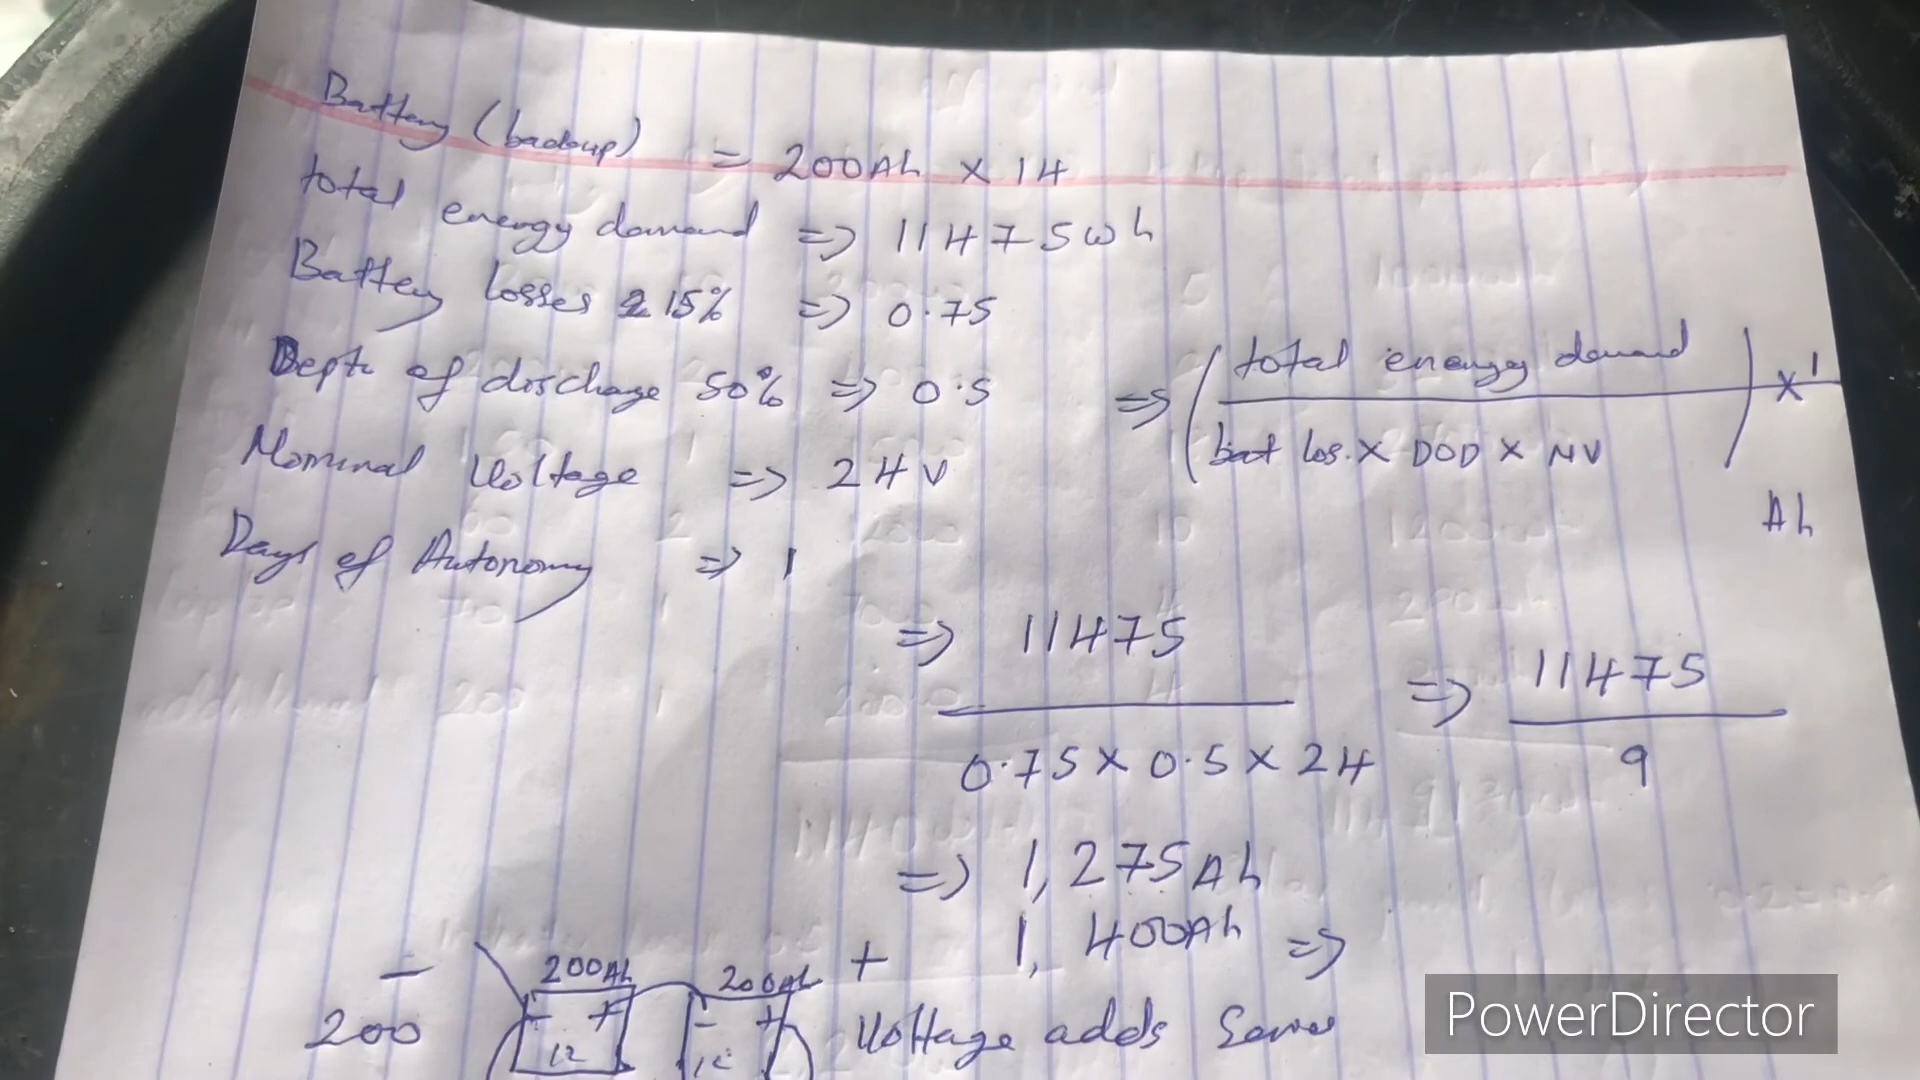 Battery (backup) = 200Ah x 14
total energy demand => 11475wh
Battery losses 15% => 0.75
Depth of discharge 50% => 0.5
=> (total energy demand / bat los. x DOD x NV) x 1
Nominal Voltage => 24V
Ah
Days of Autonomy => 1
=> 11475 / 0.75 x 0.5 x 24 => 11475 / 9
=> 1,275Ah
1,400Ah =>
- 200Ah 200Ah +
200 - + 12 - + 12 Voltage adds Series
PowerDirector